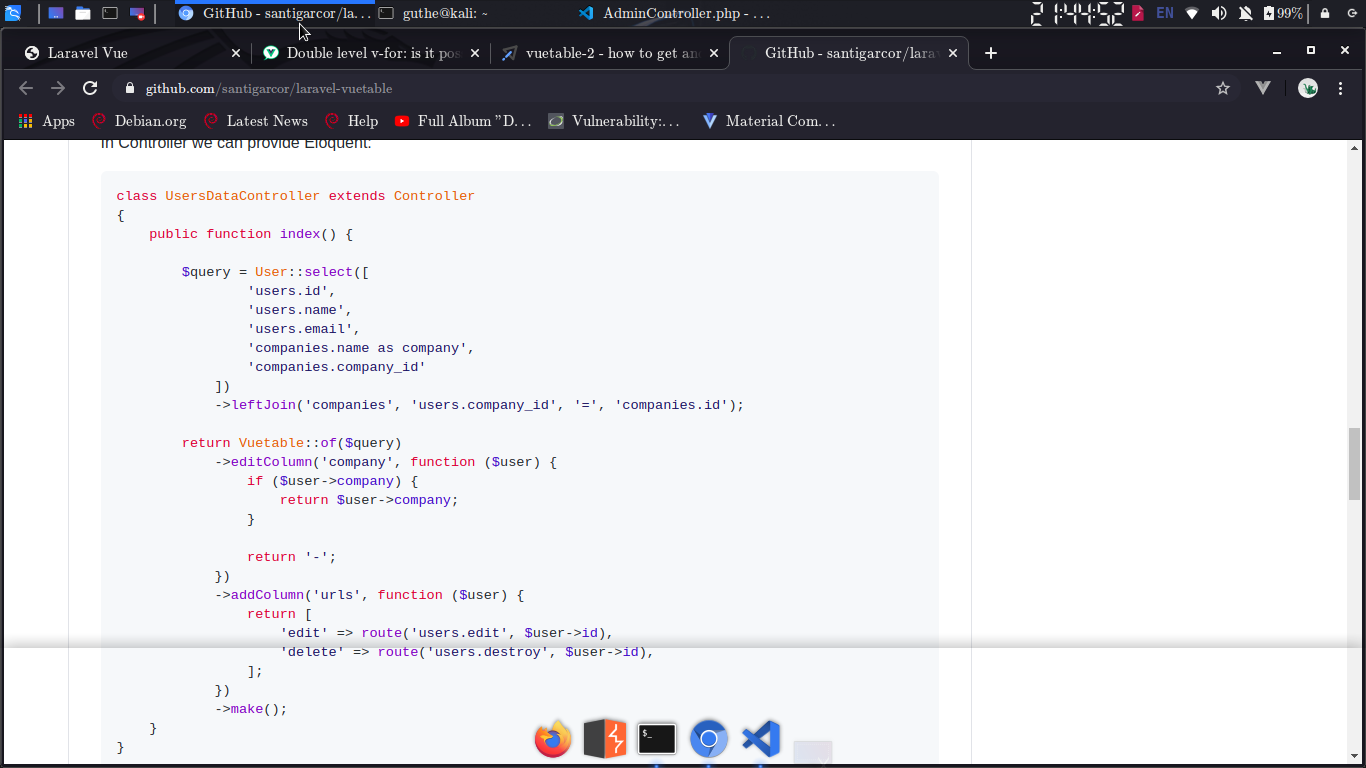 GitHub - santigarcor/la...
guthe@kali: ~
AdminController.php - ...
21:44:52
EN
99%
Laravel Vue
Double level v-for: is it pos
vuetable-2 - how to get an
GitHub - santigarcor/lara
github.com/santigarcor/laravel-vuetable
Apps
Debian.org
Latest News
Help
Full Album "D...
Vulnerability:...
Material Com...
In Controller we can provide Eloquent:
class UsersDataController extends Controller
{
    public function index() {
        $query = User::select([
                'users.id',
                'users.name',
                'users.email',
                'companies.name as company',
                'companies.company_id'
            ])
            ->leftJoin('companies', 'users.company_id', '=', 'companies.id');
        return Vuetable::of($query)
            ->editColumn('company', function ($user) {
                if ($user->company) {
                    return $user->company;
                }
                return '-';
            })
            ->addColumn('urls', function ($user) {
                return [
                    'edit' => route('users.edit', $user->id),
                    'delete' => route('users.destroy', $user->id),
                ];
            })
            ->make();
    }
}
$_